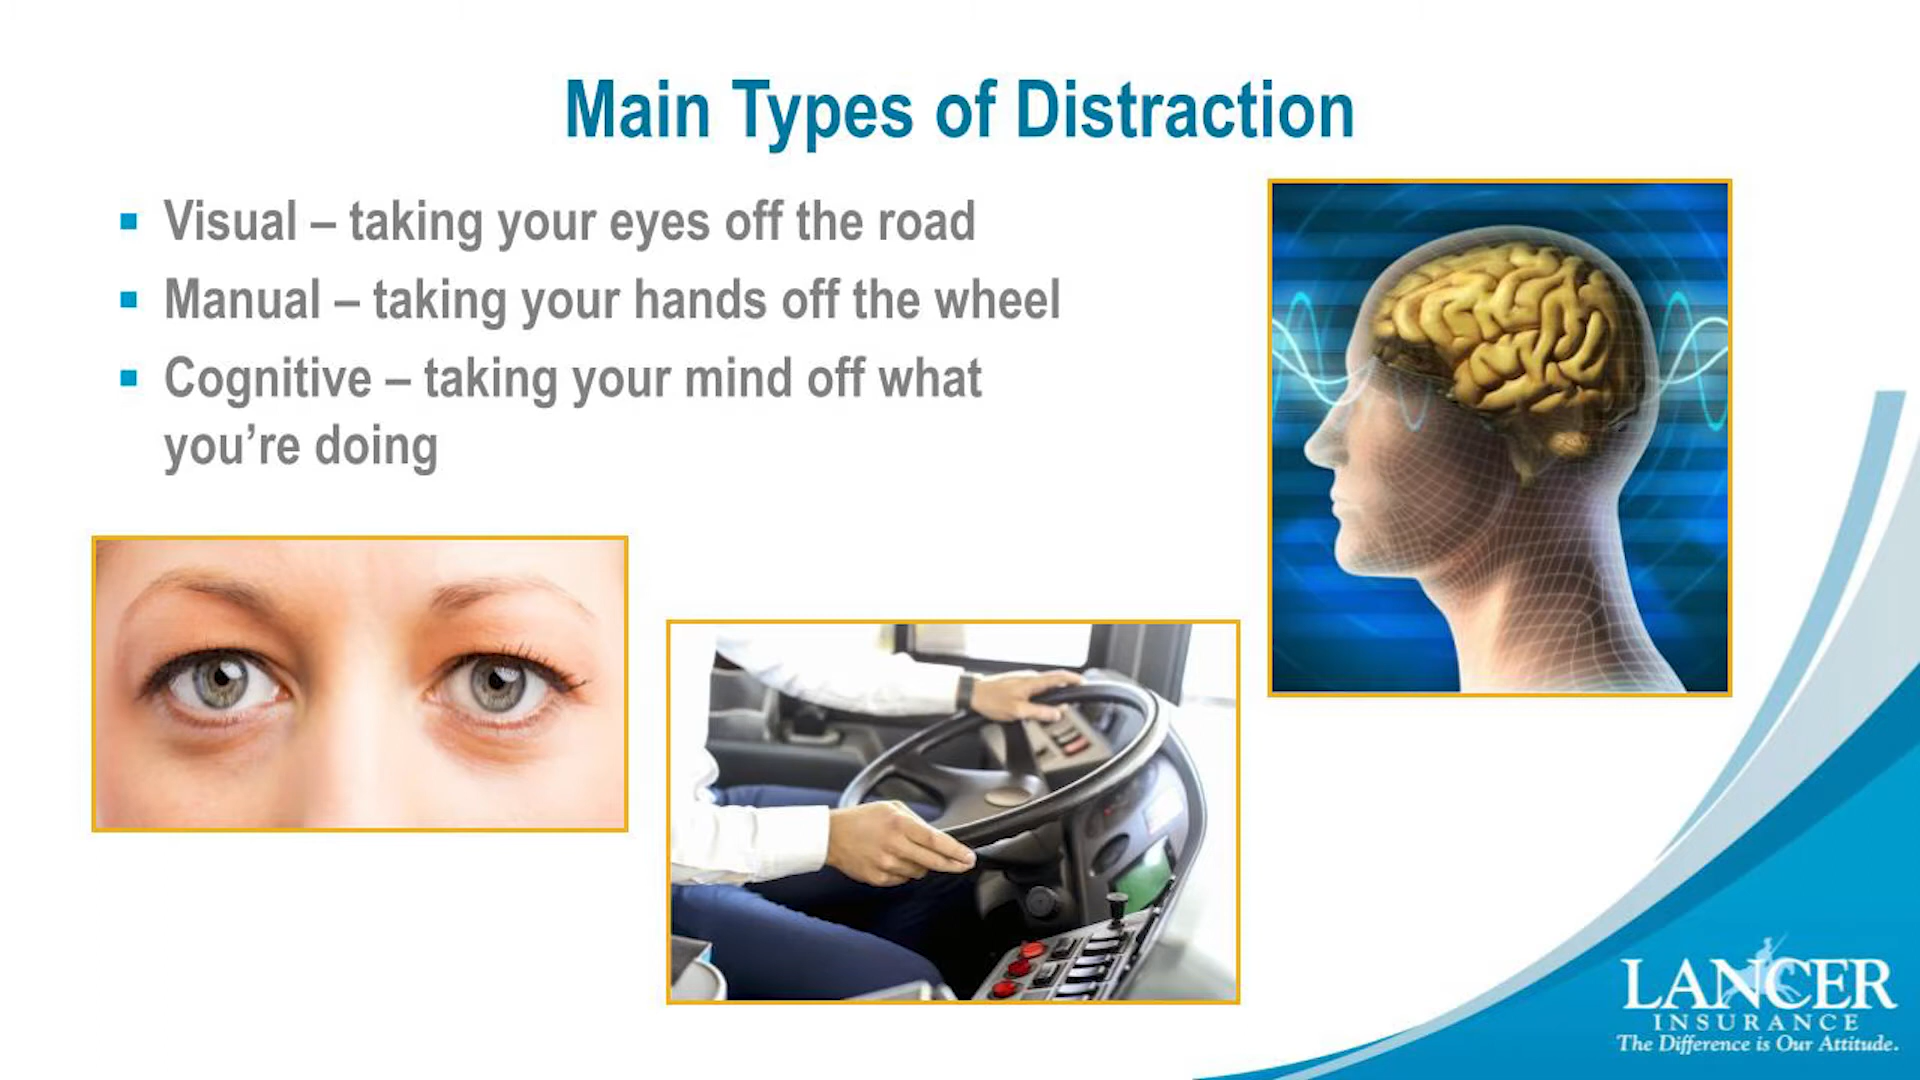 Main Types of Distraction
Visual – taking your eyes off the road
Manual – taking your hands off the wheel
Cognitive – taking your mind off what
you’re doing
LANCER
INSURANCE
The Difference is Our Attitude.